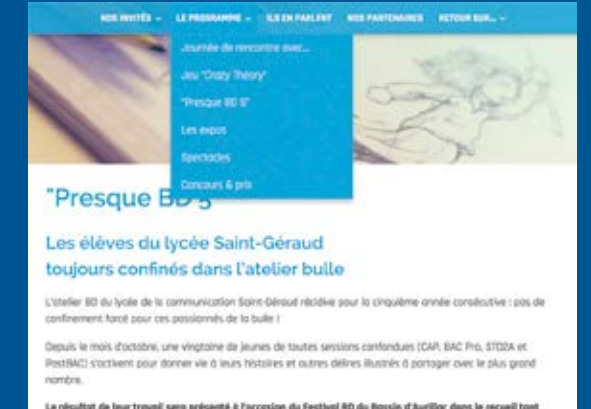 NOS INVITÉS LE PROGRAMME ILS EN PARLENT NOS PARTENAIRES RETOUR SUR...
Journée de rencontre avec...
Jeu "Crazy Theory"
"Presque BD 5"
Les expos
Spectacles
Concours & prix
"Presque BD 5"
Les élèves du lycée Saint-Géraud
toujours confinés dans l'atelier bulle
L'atelier BD du lycée de la communication Saint-Géraud récidive pour la cinquième année consécutive : pas de
confinement forcé pour ces passionnés de la bulle !
Depuis le mois d'octobre, une vingtaine de jeunes de toutes sessions confondues (CAP, BAC Pro, STD2A et
PostBAC) s'activent pour donner vie à leurs histoires et autres délires illustrés à partager avec le plus grand
nombre.
Le résultat de leur travail sera présenté à l'occasion du Festival BD du Bassin d'Aurillac dans le recueil tant